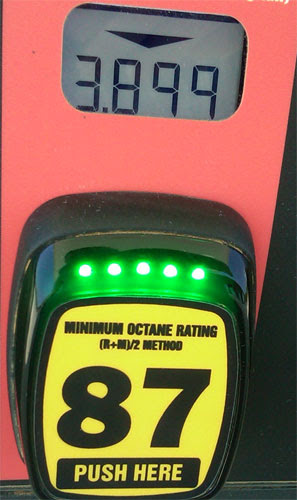 3.899
MINIMUM OCTANE RATING
(R+M)/2 METHOD
87
PUSH HERE